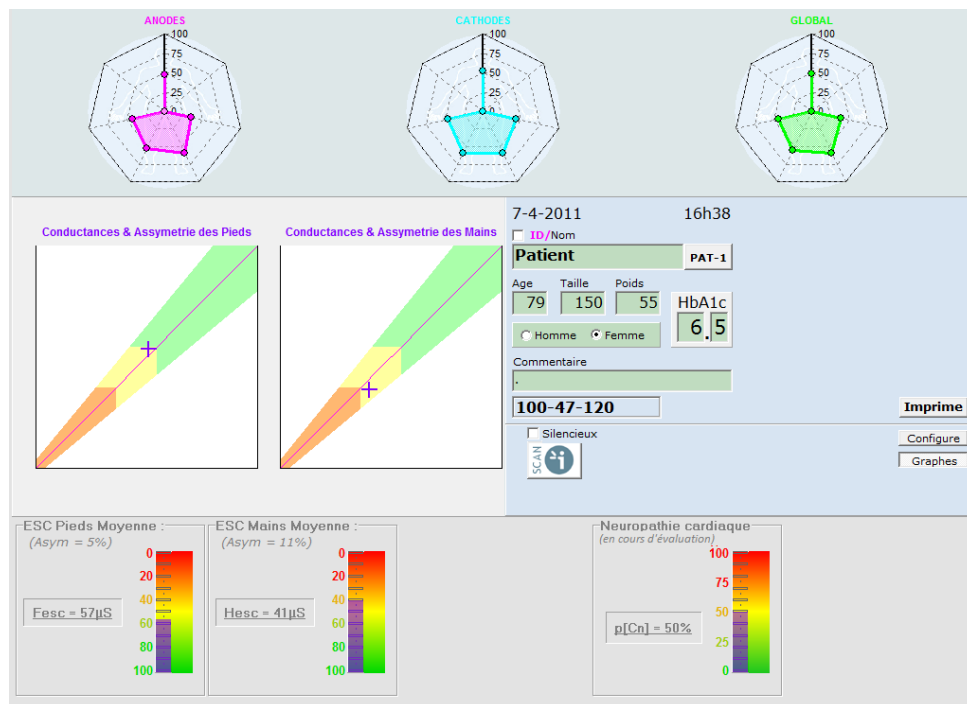 ANODES
100
75
50
25
0
CATHODES
100
75
50
25
0
GLOBAL
100
75
50
25
0
Conductances & Assymetrie des Pieds
Conductances & Assymetrie des Mains
7-4-2011 16h38
ID/Nom
Patient PAT-1
Age Taille Poids
79 150 55 HbA1c
6.5
Homme Femme
Commentaire
.
100-47-120 Imprime
Silencieux Configure
SCAN i Graphes
ESC Pieds Moyenne :
(Asym = 5%)
0
20
40
60
80
100
Fesc = 57µS
ESC Mains Moyenne :
(Asym = 11%)
0
20
40
60
80
100
Hesc = 41µS
Neuropathie cardiaque
(en cours d'évaluation)
100
75
50
25
0
p[Cn] = 50%